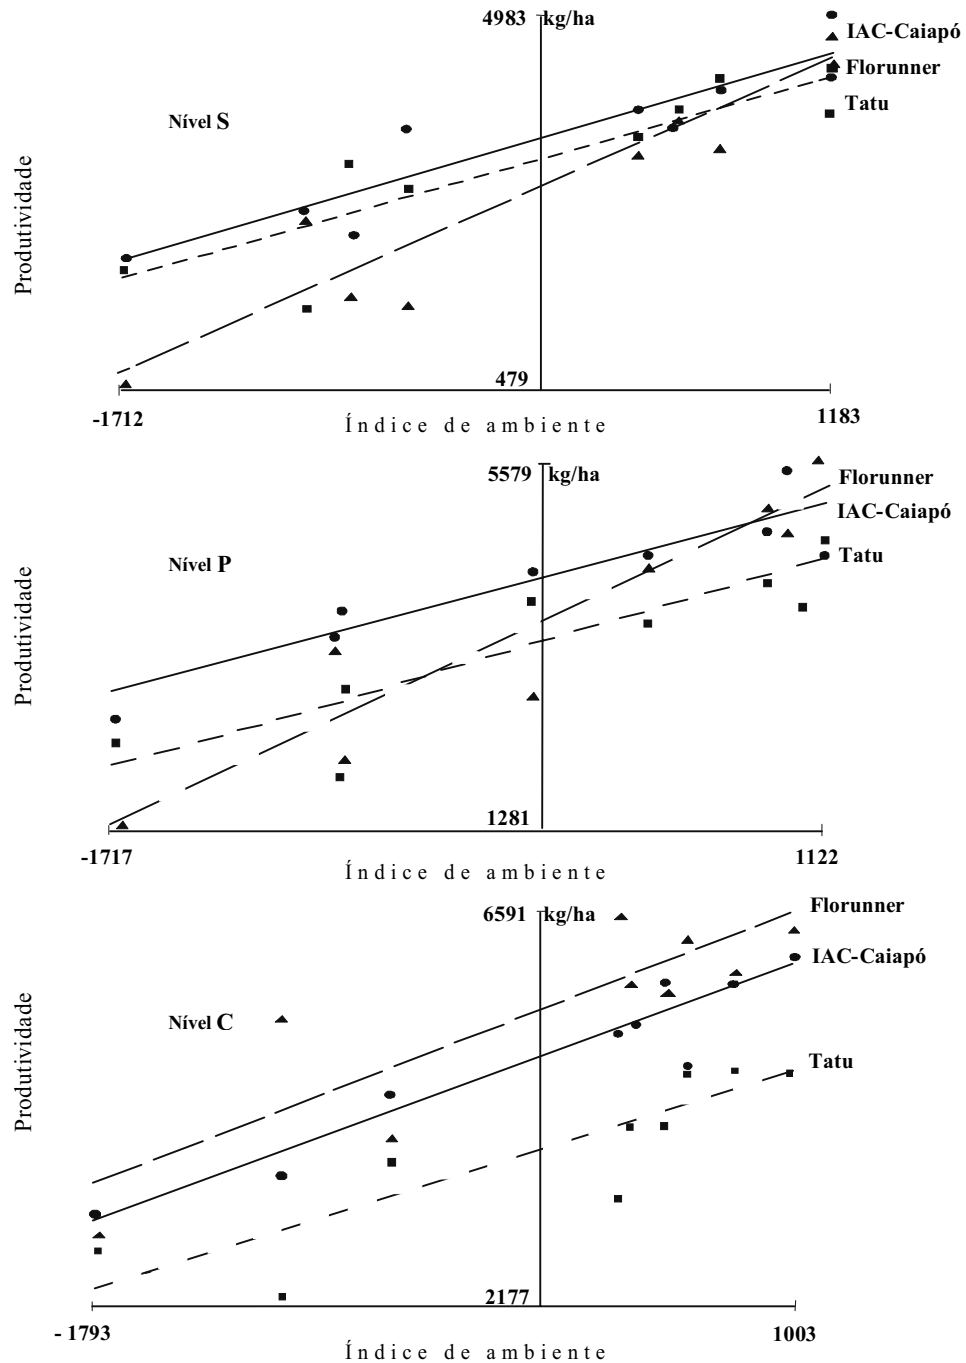 4983 kg/ha
IAC-Caiapó
Florunner
Tatu
Nível S
Produtividade
479
-1712
1183
Índice de ambiente
5579 kg/ha
Florunner
IAC-Caiapó
Tatu
Nível P
Produtividade
1281
-1717
1122
Índice de ambiente
6591 kg/ha
Florunner
IAC-Caiapó
Nível C
Tatu
Produtividade
2177
- 1793
1003
Índice de ambiente